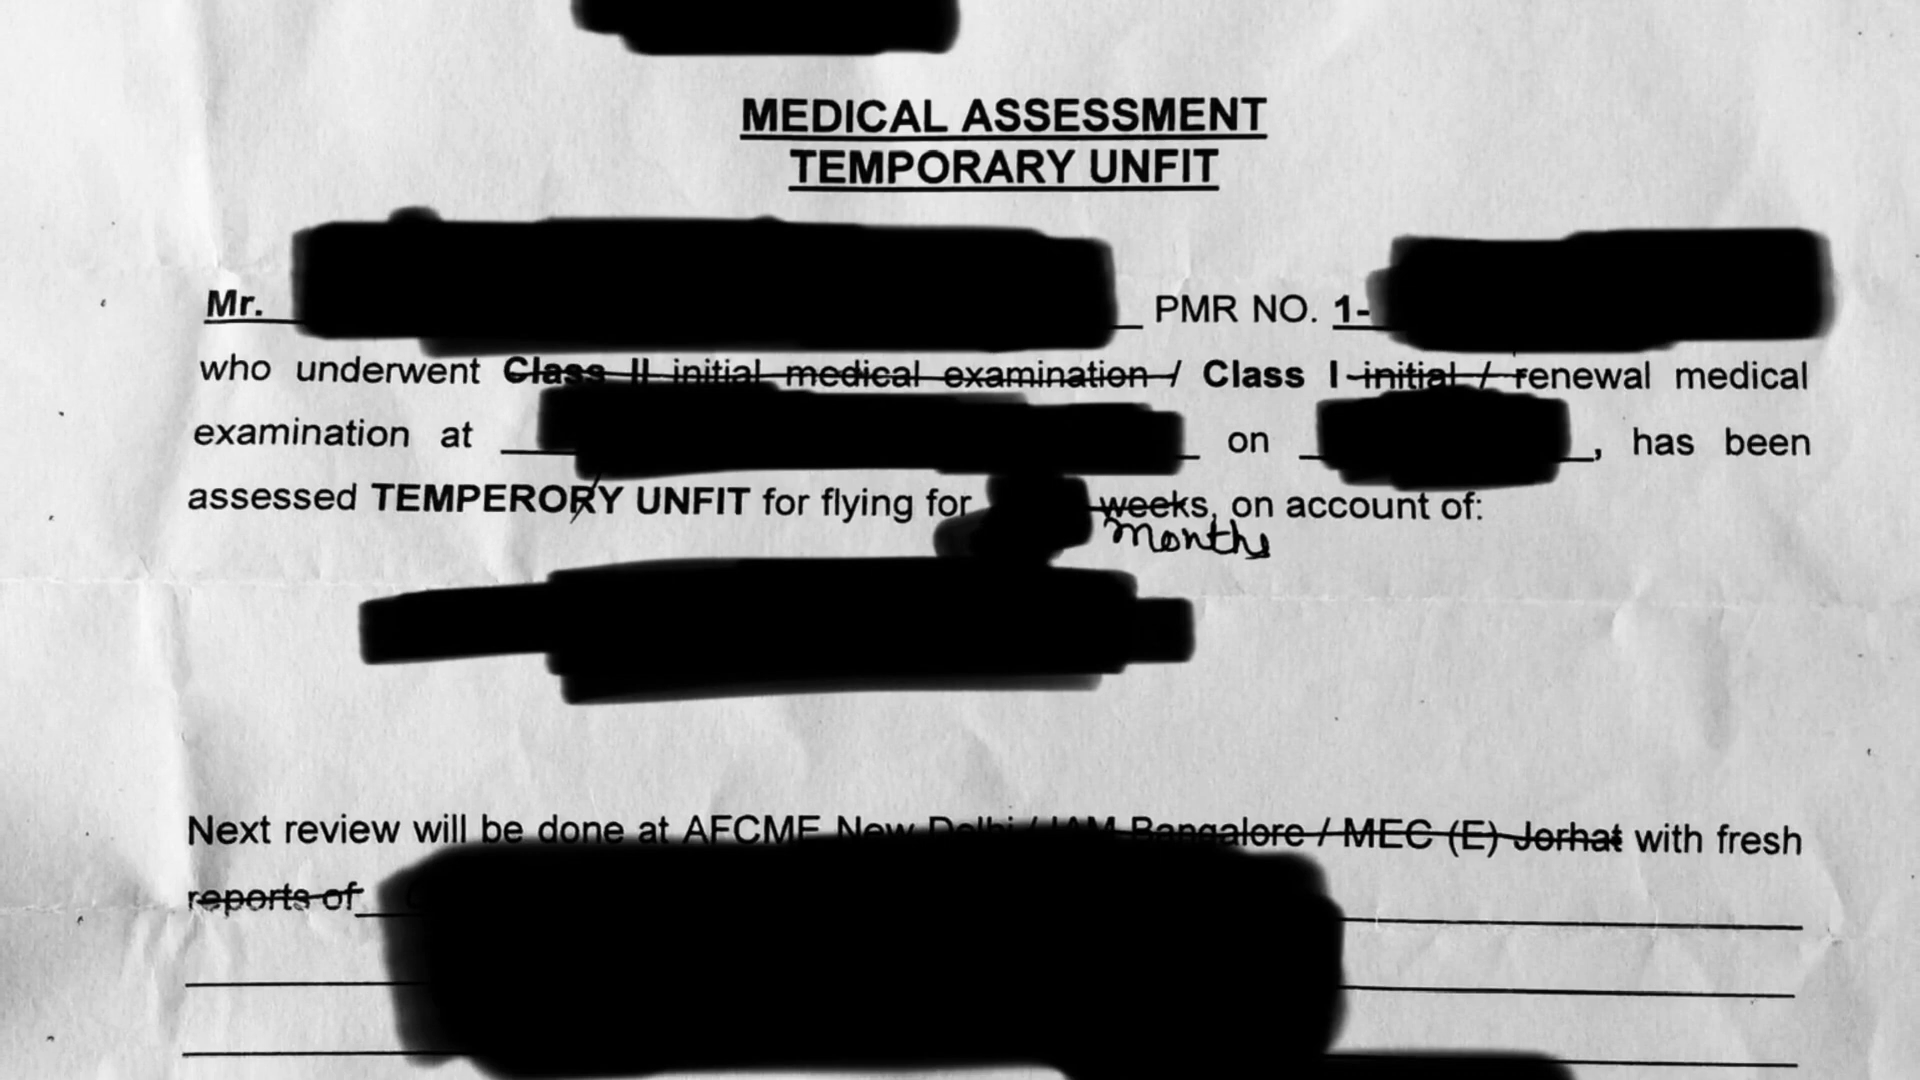 MEDICAL ASSESSMENT
TEMPORARY UNFIT
Mr. PMR NO. 1-
who underwent Class II initial medical examination / Class I initial / renewal medical
examination at on , has been
assessed TEMPERORY UNFIT for flying for weeks, on account of:
Months
Next review will be done at AFCME New Delhi / IAM Bangalore / MEC (E) Jorhat with fresh
reports of